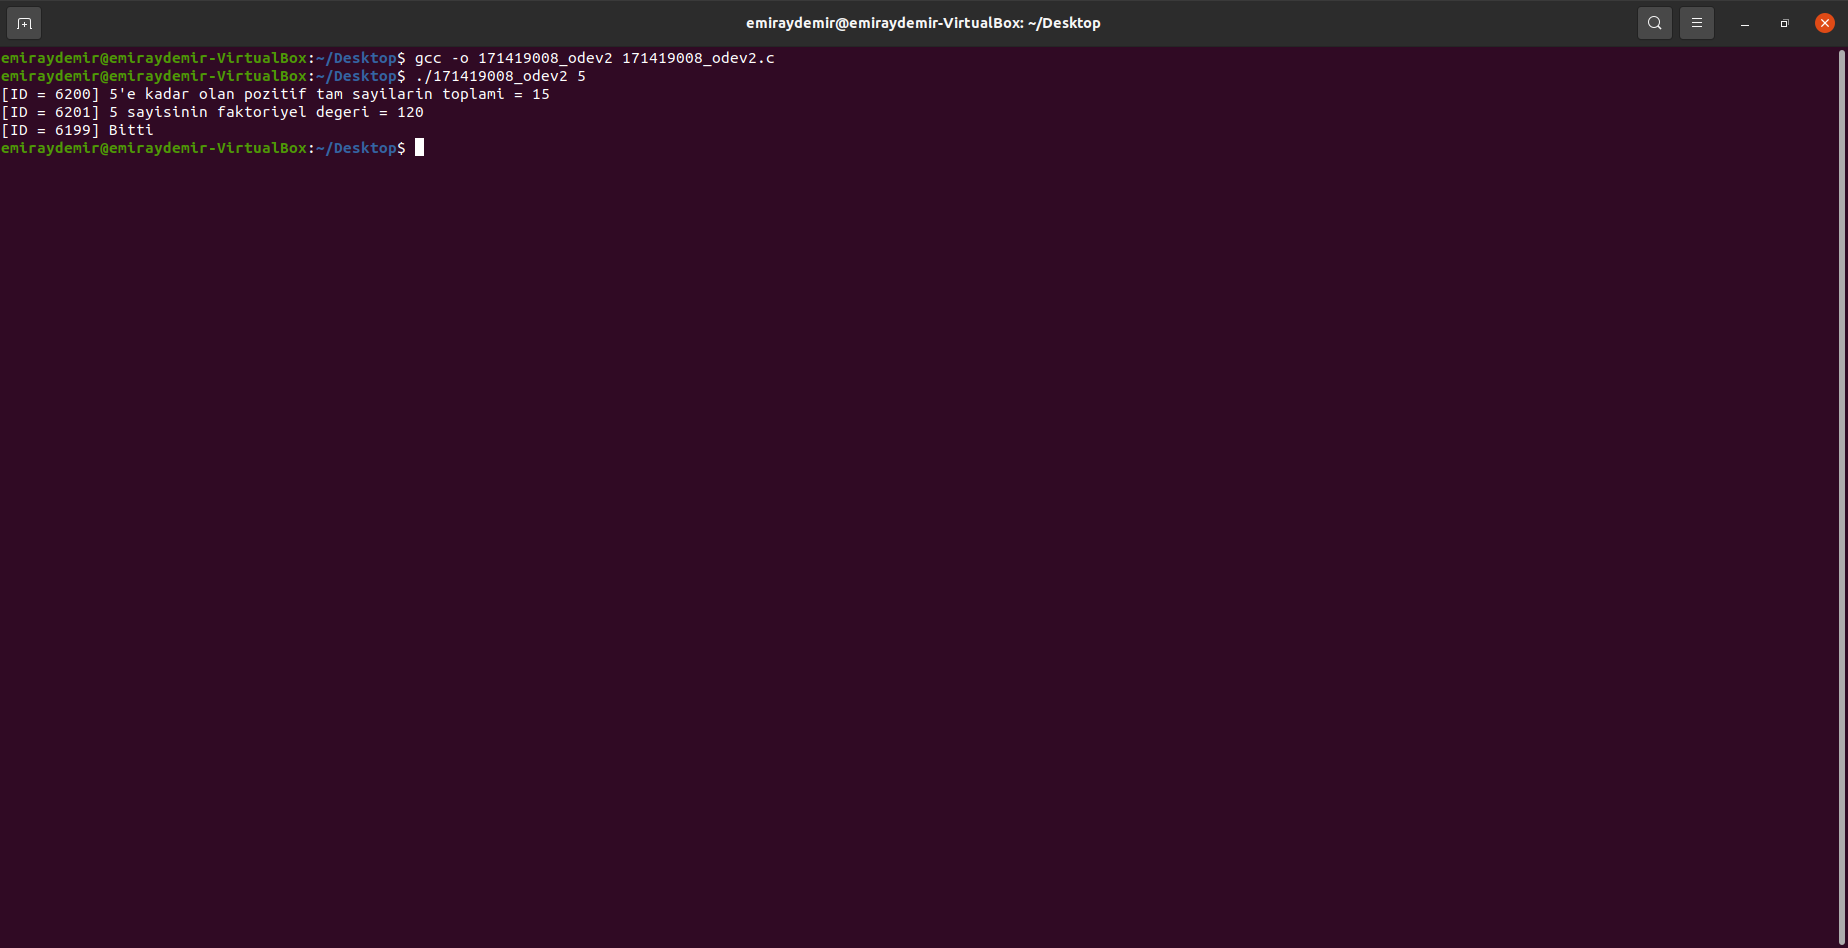 emiraydemir@emiraydemir-VirtualBox: ~/Desktop
emiraydemir@emiraydemir-VirtualBox:~/Desktop$ gcc -o 171419008_odev2 171419008_odev2.c
emiraydemir@emiraydemir-VirtualBox:~/Desktop$ ./171419008_odev2 5
[ID = 6200] 5'e kadar olan pozitif tam sayilarin toplami = 15
[ID = 6201] 5 sayisinin faktoriyel degeri = 120
[ID = 6199] Bitti
emiraydemir@emiraydemir-VirtualBox:~/Desktop$